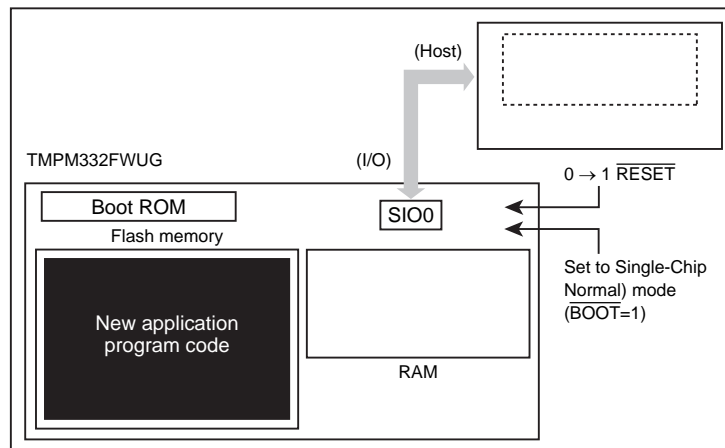 (Host)
TMPM332FWUG
(I/O)
0 → 1 RESET
Boot ROM
SIO0
Flash memory
Set to Single-Chip
Normal) mode
(BOOT=1)
New application
program code
RAM